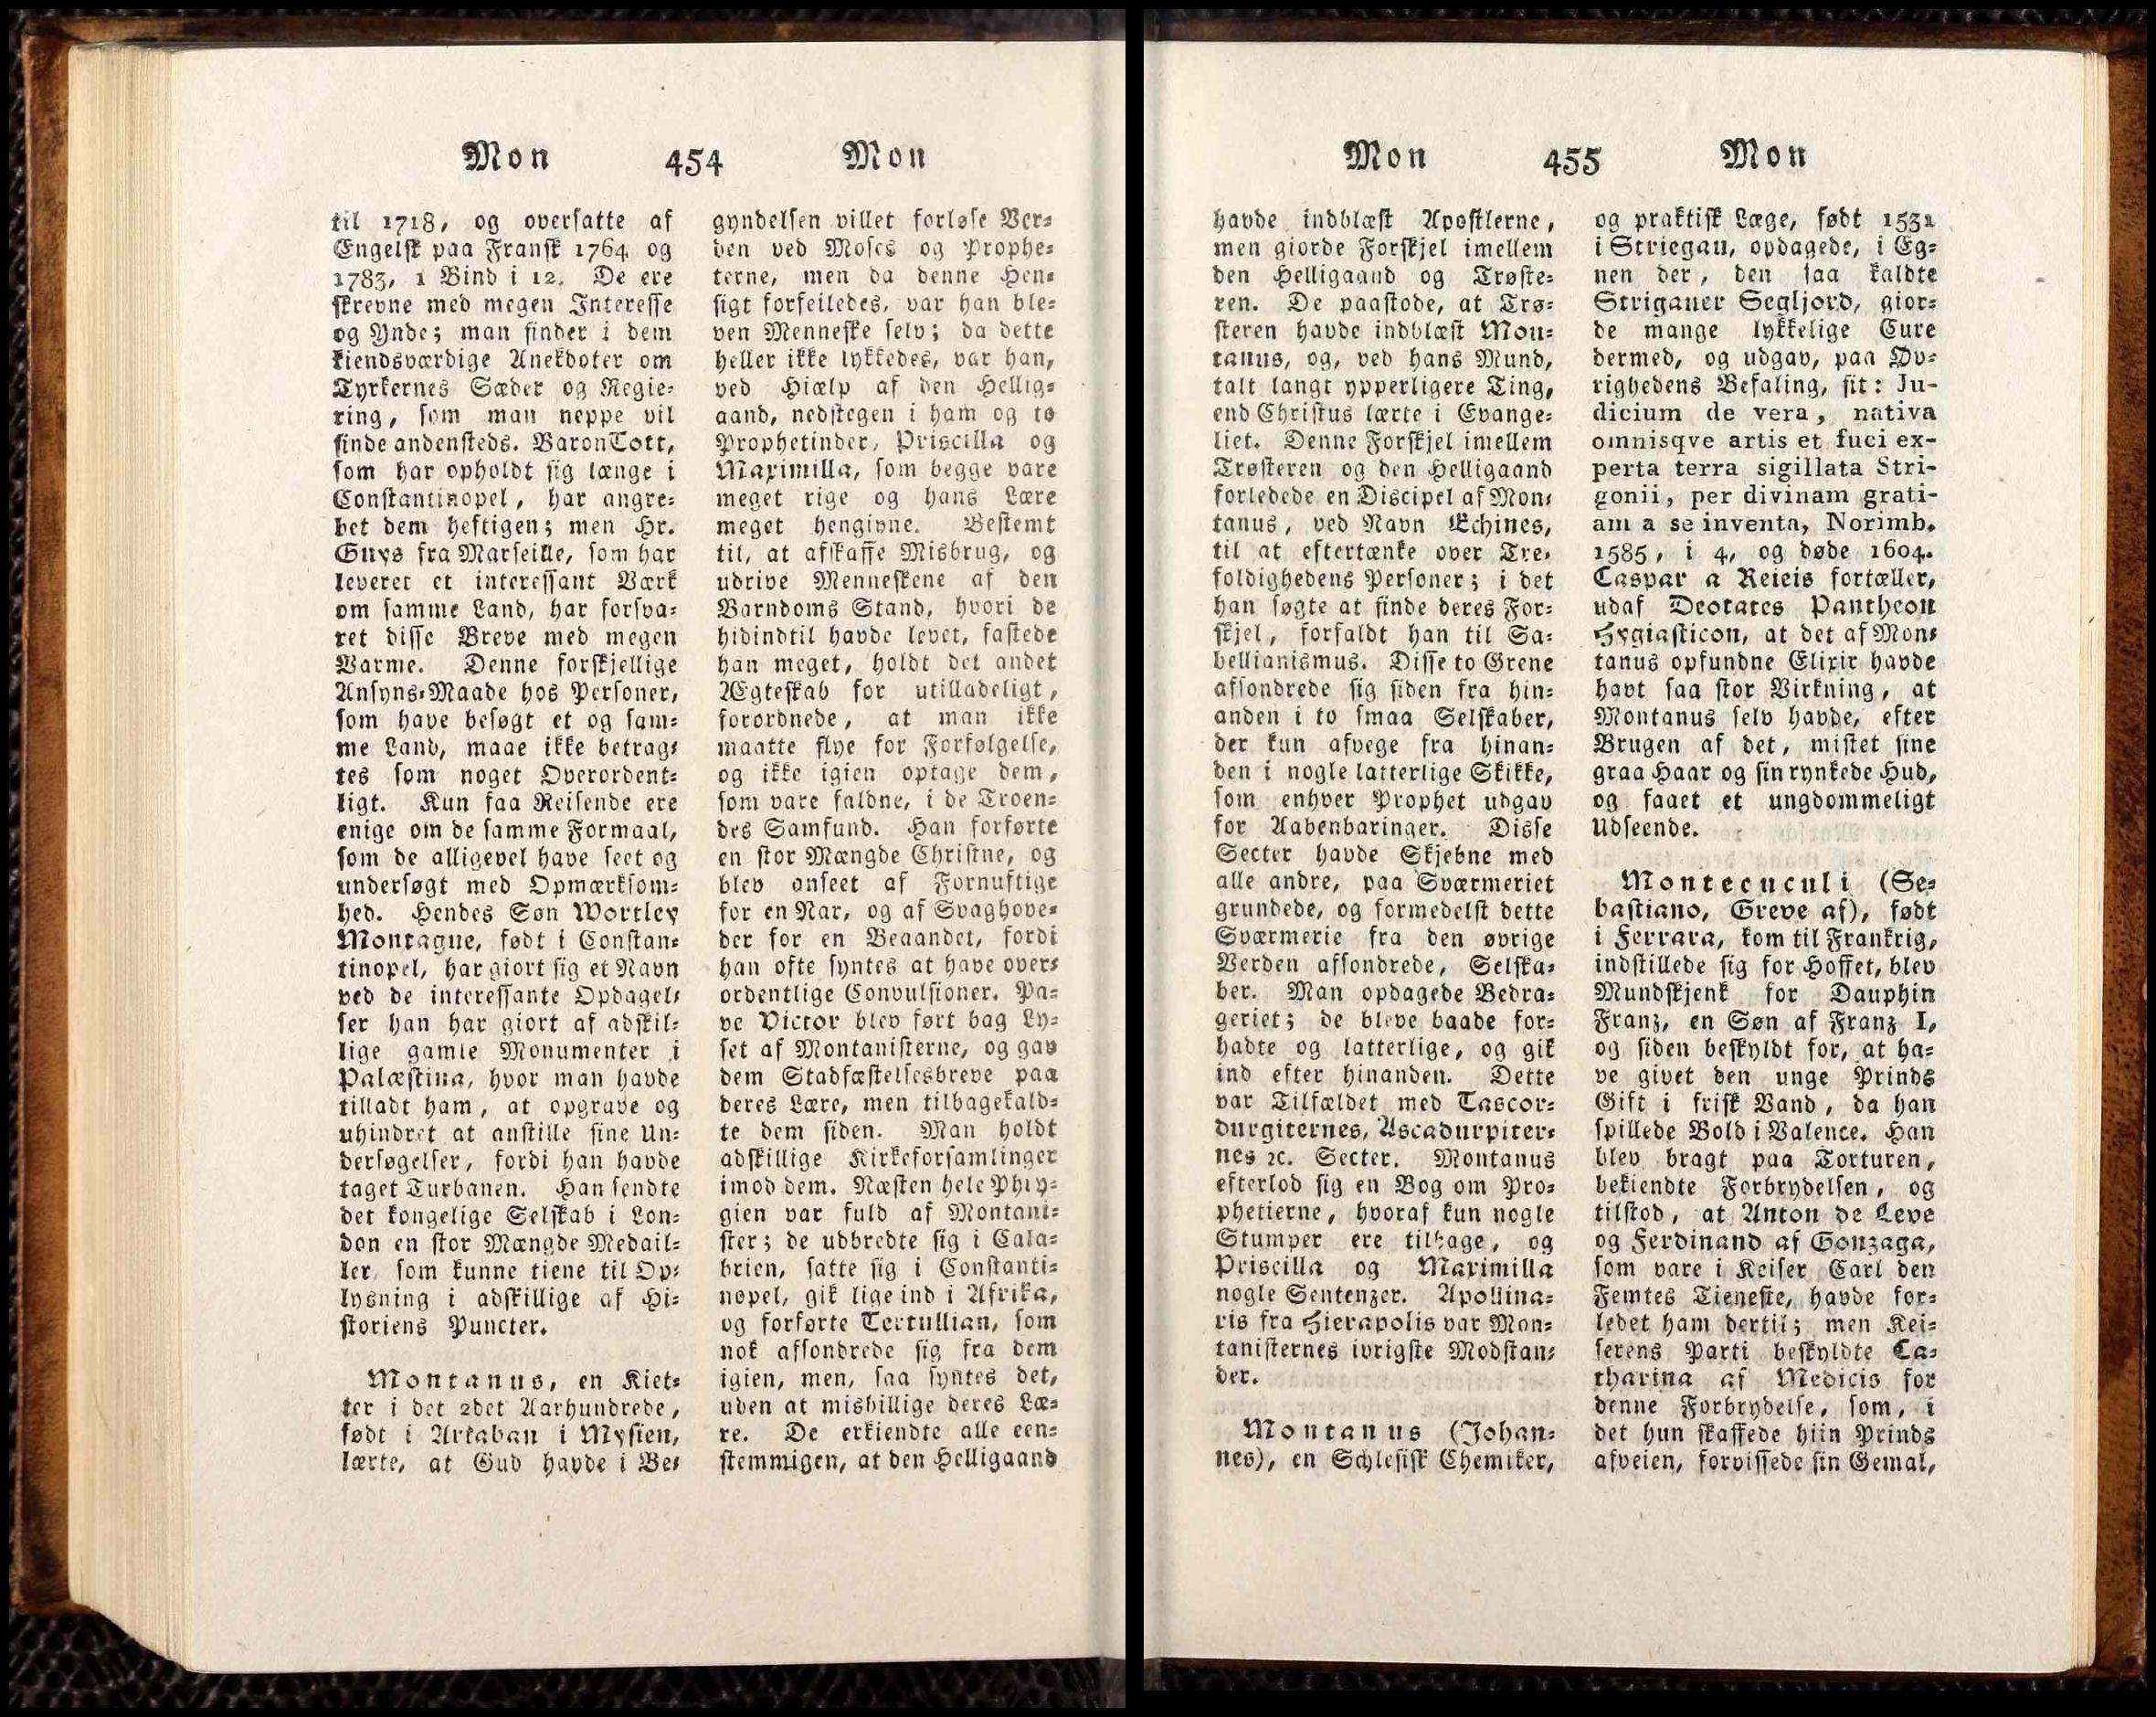 Mon 454 Mon
til 1718, og oversatte af
Engelsk paa Fransk 1764 og
1783, 1 Bind i 12. De ere
skrevne med megen Interesse
og Ynde; man finder i dem
kiendsværdige Anekdoter om
Tyrkernes Sæder og Regie-
ring, som man neppe vil
finde andensteds. Baron Tott,
som har opholdt sig længe i
Constantinopel, har angre-
bet dem heftigen; men Hr.
Guys fra Marseille, som har
leveret et interessant Værk
om samme Land, har forsva-
ret disse Breve med megen
Varme. Denne forskjellige
Ansyns-Maade hos Personer,
som have besøgt et og sam-
me Land, maae ikke betrag-
tes som noget Overordent-
ligt. Kun faa Reisende ere
enige om de samme Formaal,
som de alligevel have seet og
undersøgt med Opmærksom-
hed. Hendes Søn Wortley
Montague, født i Constan-
tinopel, har giort sig et Navn
ved de interessante Opdagel-
ser han har giort af adskil-
lige gamle Monumenter i
Palæstina, hvor man havde
tilladt ham, at opgrave og
uhindret at anstille sine Un-
dersøgelser, fordi han havde
taget Turbanen. Han sendte
det kongelige Selskab i Lon-
don en stor Mængde Medail-
ler, som kunne tiene til Op-
lysning i adskillige af Hi-
storiens Puncter.
Montanus, en Kiet-
ter i det 2det Aarhundrede,
født i Artaban i Mysien,
lærte, at Gud havde i Be-
gyndelsen villet forløse Ver-
den ved Moses og Prophe-
terne, men da denne Hen-
sigt forfeiledes, var han ble-
ven Menneske selv; da dette
heller ikke lykkedes, var han,
ved Hiælp af den Hellig-
aand, nedstegen i ham og to
Prophetinder, Priscilla og
Maximilla, som begge vare
meget rige og hans Lære
meget hengivne. Bestemt
til, at afskaffe Misbrug, og
udrive Menneskene af den
Barndoms Stand, hvori de
hidindtil havde levet, fastede
han meget, holdt det andet
Ægteskab for utilladeligt,
forordnede, at man ikke
maatte flye for Forfølgelse,
og ikke igien optage dem,
som vare faldne, i de Troen-
des Samfund. Han forførte
en stor Mængde Christne, og
blev anseet af Fornuftige
for en Nar, og af Svaghove-
der for en Beaandet, fordi
han ofte syntes at have over-
ordentlige Convulsioner. Pa-
ve Victor blev ført bag Ly-
set af Montanisterne, og gav
dem Stadfæstelsesbreve paa
deres Lære, men tilbagekald-
te dem siden. Man holdt
adskillige Kirkeforsamlinger
imod dem. Næsten hele Phry-
gien var fuld af Montani-
ster; de udbredte sig i Cala-
brien, satte sig i Constanti-
nopel, gik lige ind i Afrika,
og forførte Tertullian, som
nok afsondrede sig fra dem
igien, men, saa syntes det,
uden at misbillige deres Læ-
re. De erkiendte alle een-
stemmigen, at den Helligaand
Mon 455 Mon
havde indblæst Apostlerne,
men giorde Forskjel imellem
den Helligaand og Trøste-
ren. De paastode, at Trø-
steren havde indblæst Mon-
tanus, og, ved hans Mund,
talt langt ypperligere Ting,
end Christus lærte i Evange-
liet. Denne Forskjel imellem
Trøsteren og den Helligaand
forledede en Discipel af Mon-
tanus, ved Navn Echines,
til at eftertænke over Tre-
foldighedens Personer; i det
han søgte at finde deres For-
skjel, forfaldt han til Sa-
bellianismus. Disse to Grene
afsondrede sig siden fra hin-
anden i to smaa Selskaber,
der kun afvege fra hinan-
den i nogle latterlige Skikke,
som enhver Prophet udgav
for Aabenbaringer. Disse
Secter havde Skjebne med
alle andre, paa Sværmeriet
grundede, og formedelst dette
Sværmerie fra den øvrige
Verden afsondrede, Selska-
ber. Man opdagede Bedra-
geriet; de bleve baade for-
hadte og latterlige, og gik
ind efter hinanden. Dette
var Tilfældet med Tascor-
durgiternes, Ascadurpiter-
nes ꝛc. Secter. Montanus
efterlod sig en Bog om Pro-
phetierne, hvoraf kun nogle
Stumper ere tilbage, og
Priscilla og Maximilla
nogle Sentenzer. Apollina-
ris fra Hierapolis var Mon-
tanisternes ivrigste Modstan-
der.
Montanus (Johan-
nes), en Schlesisk Chemiker,
og praktisk Læge, født 1531
i Striegau, opdagede, i Eg-
nen der, den saa kaldte
Striganer Segljord, gior-
de mange lykkelige Cure
dermed, og udgav, paa Øv-
righedens Befaling, sit: Ju-
dicium de vera, nativa
omnisqve artis et fuci ex-
perta terra sigillata Stri-
gonii, per divinam grati-
am a se inventa, Norimb.
1585, i 4, og døde 1604.
Caspar a Reieis fortæller,
udaf Deotates Pantheon
Hygiasticon, at det af Mon-
tanus opfundne Elixir havde
havt saa stor Virkning, at
Montanus selv havde, efter
Brugen af det, mistet sine
graa Haar og sin rynkede Hud,
og faaet et ungdommeligt
Udseende.
Montecuculi (Se-
bastiano, Greve af), født
i Ferrara, kom til Frankrig,
indstillede sig for Hoffet, blev
Mundskjenk for Dauphin
Franz, en Søn af Franz I,
og siden beskyldt for, at ha-
ve givet den unge Prinds
Gift i frisk Vand, da han
spillede Bold i Valence. Han
blev bragt paa Torturen,
bekiendte Forbrydelsen, og
tilstod, at Anton de Leve
og Ferdinand af Gonzaga,
som vare i Keiser Carl den
Femtes Tieneste, havde for-
ledet ham dertil; men Kei-
serens Parti beskyldte Ca-
tharina af Medicis for
denne Forbrydelse, som, i
det hun skaffede hiin Prinds
afveien, forvissede sin Gemal,